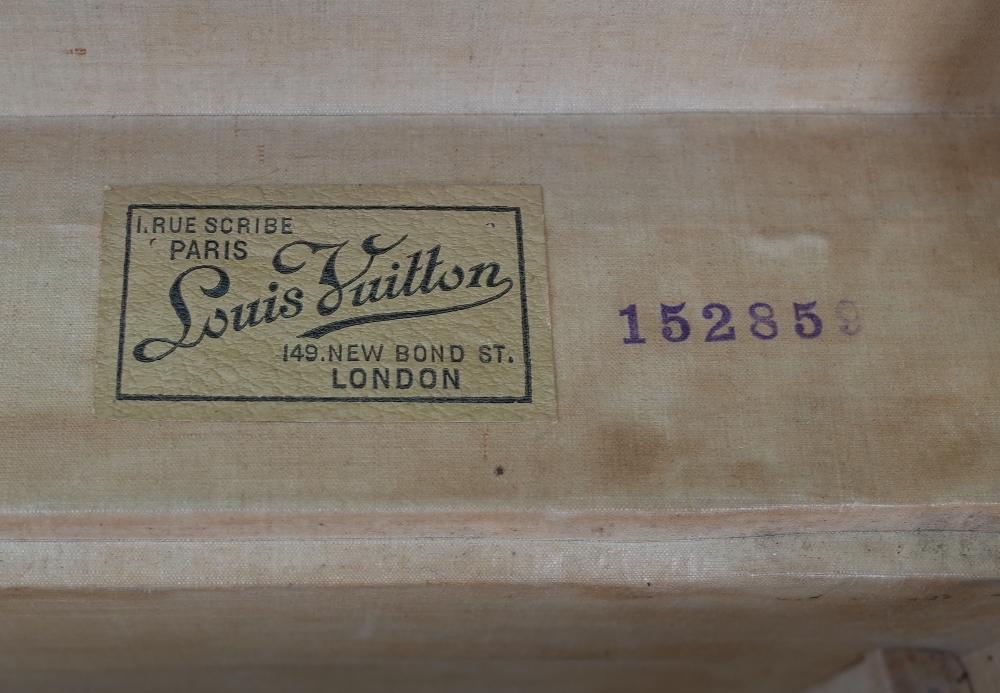 1. RUE SCRIBE
PARIS
Louis Vuitton
149. NEW BOND ST.
LONDON
152859